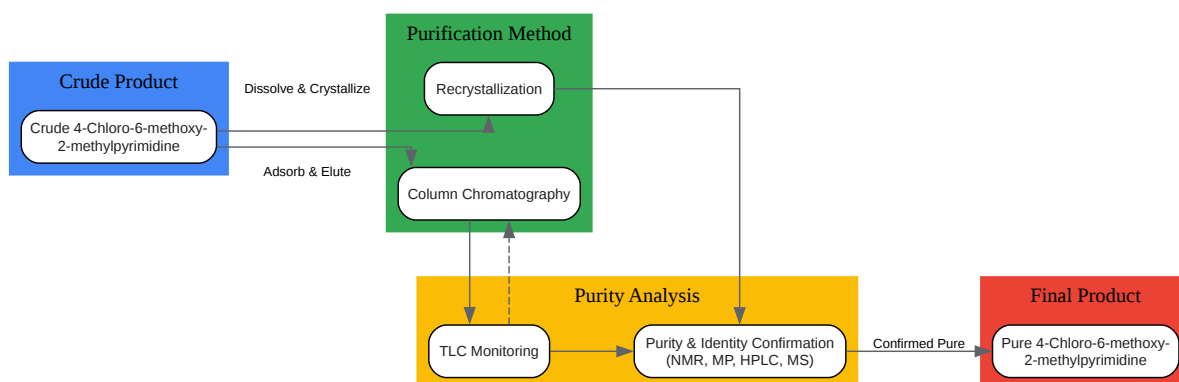 Purification Method
Crude Product
Dissolve & Crystallize
Recrystallization
Crude 4-Chloro-6-methoxy-
2-methylpyrimidine
Adsorb & Elute
Column Chromatography
Purity Analysis
Final Product
TLC Monitoring
Purity & Identity Confirmation
(NMR, MP, HPLC, MS)
Confirmed Pure
Pure 4-Chloro-6-methoxy-
2-methylpyrimidine